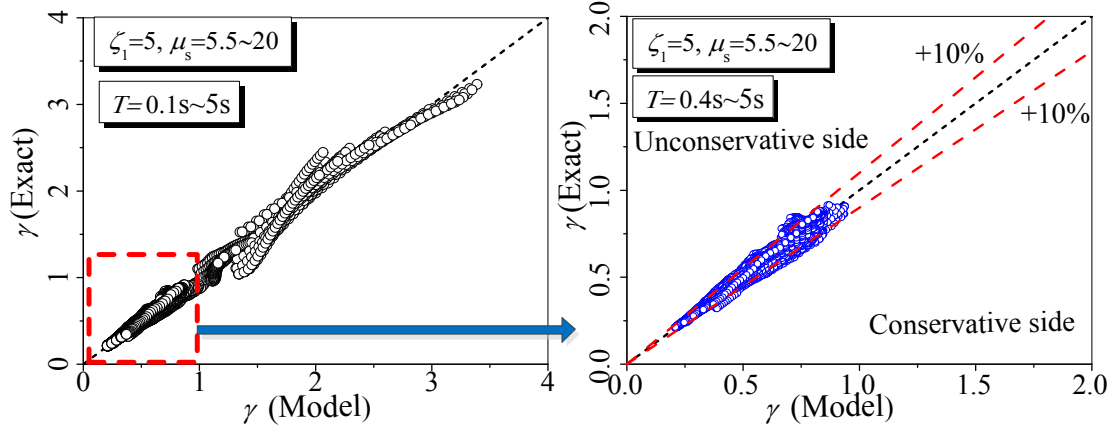 ζ₁=5, μₛ=5.5~20
T=0.1s~5s
4
3
2
1
0
γ (Exact)
0
1
2
3
4
γ (Model)
ζ₁=5, μₛ=5.5~20
T=0.4s~5s
+10%
+10%
Unconservative side
Conservative side
2.0
1.5
1.0
0.5
0.0
γ (Exact)
0.0
0.5
1.0
1.5
2.0
γ (Model)